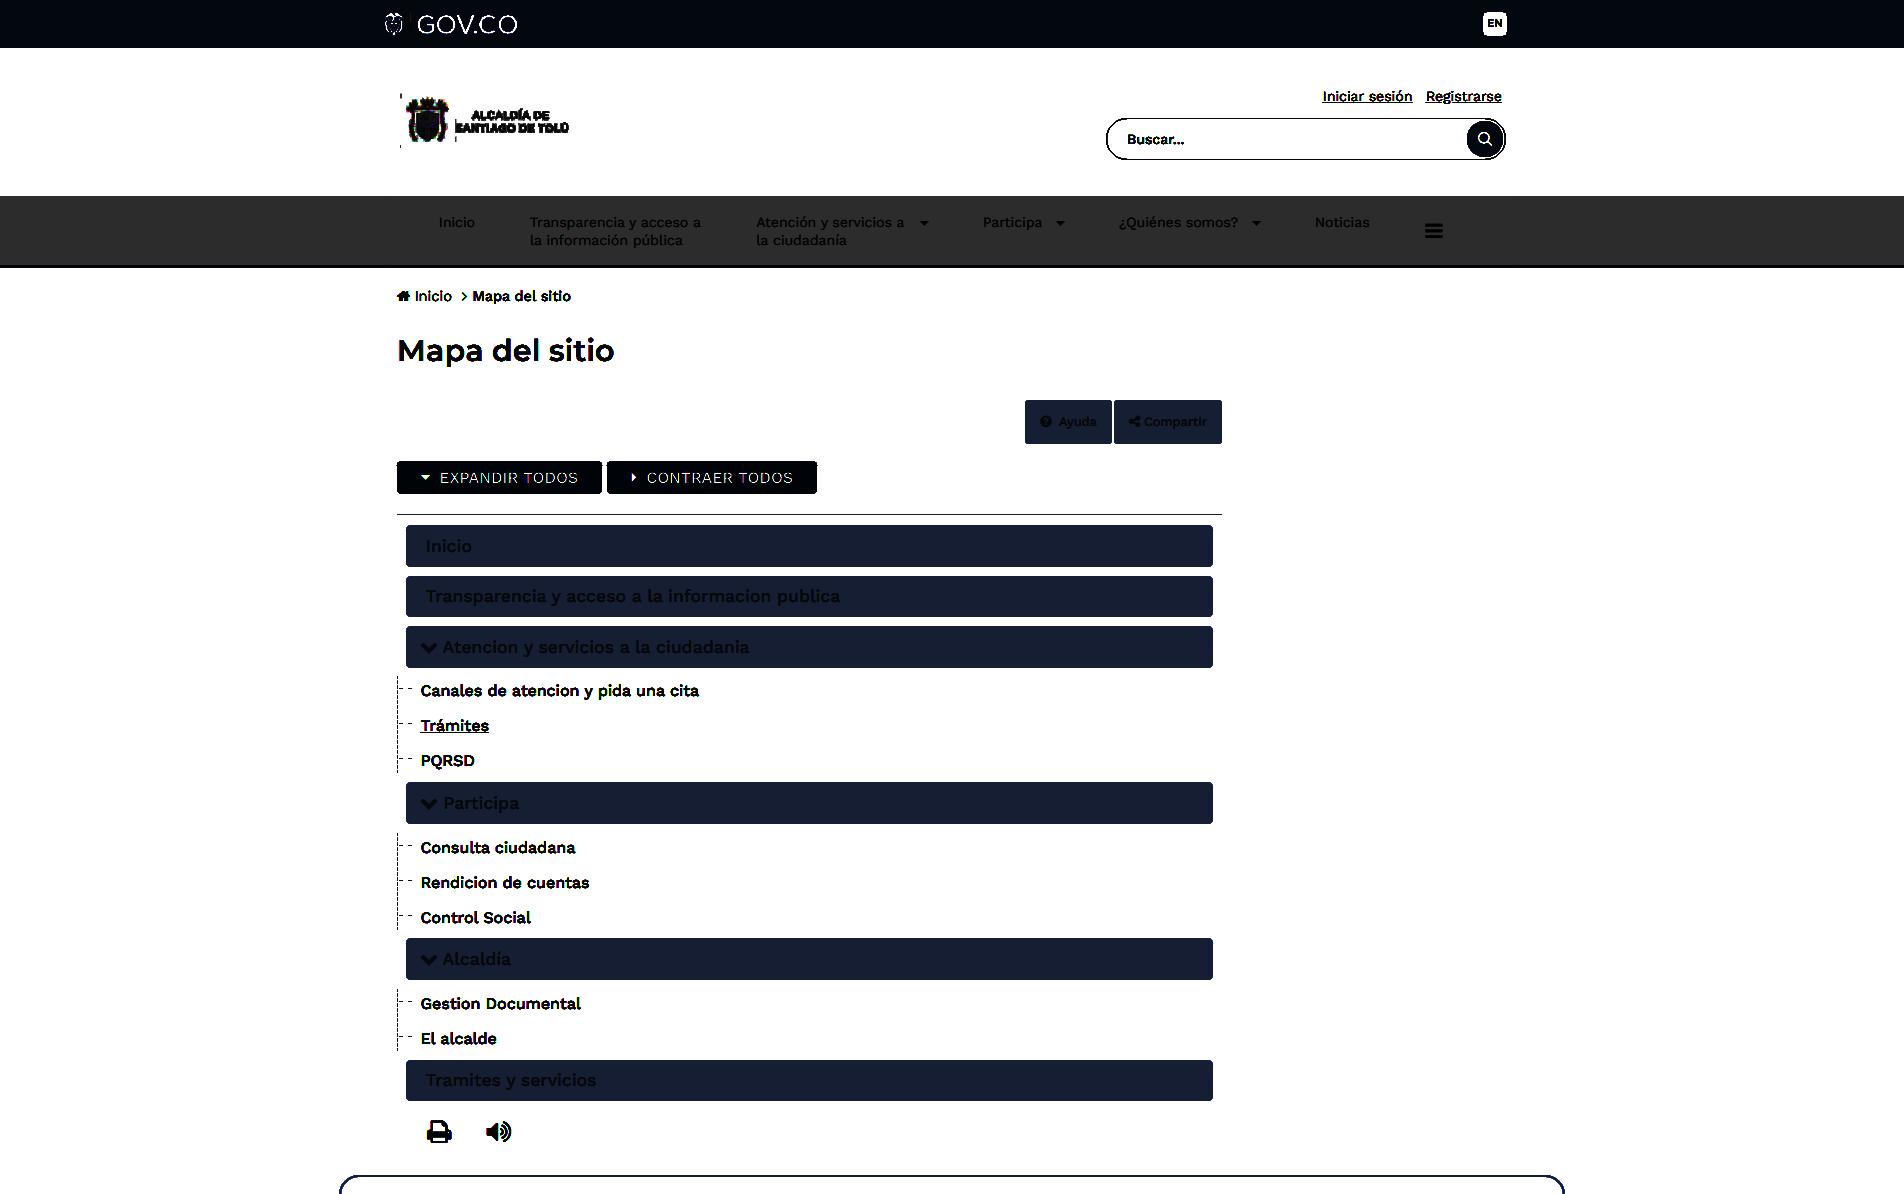 GOV.CO
EN
ALCALDÍA DE
SANTIAGO DE TOLÚ
Iniciar sesión Registrarse
Buscar...
Inicio
Transparencia y acceso a
la información pública
Atención y servicios a
la ciudadanía
Participa
¿Quiénes somos?
Noticias
Inicio > Mapa del sitio
Mapa del sitio
Ayuda
Compartir
EXPANDIR TODOS
CONTRAER TODOS
Inicio
Transparencia y acceso a la informacion publica
Atencion y servicios a la ciudadania
Canales de atencion y pida una cita
Trámites
PQRSD
Participa
Consulta ciudadana
Rendicion de cuentas
Control Social
Alcaldía
Gestion Documental
El alcalde
Tramites y servicios